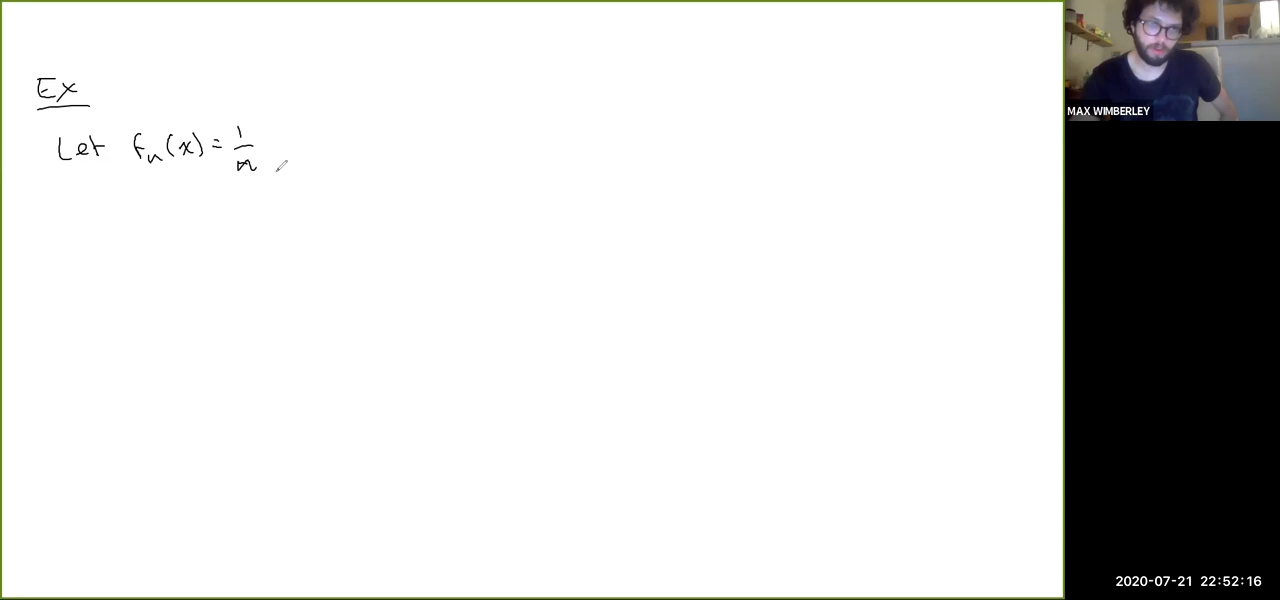 Ex
Let fn(x) = 1/n
MAX WIMBERLEY
2020-07-21 22:52:16